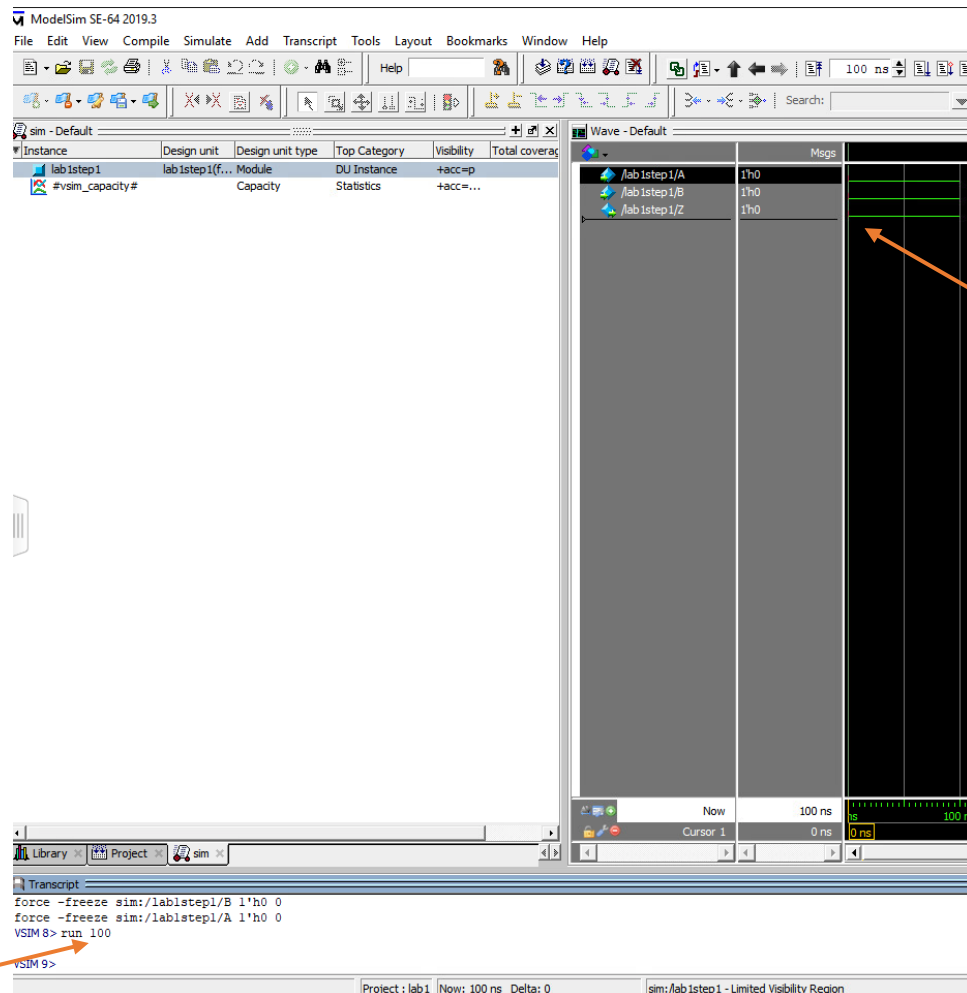 ModelSim SE-64 2019.3
File Edit View Compile Simulate Add Transcript Tools Layout Bookmarks Window Help
Help
100 ns
Search:
sim - Default
Wave - Default
Instance Design unit Design unit type Top Category Visibility Total coverag
Msgs
lab1step1 lab1step1(f... Module DU Instance +acc=p
#vsim_capacity# Capacity Statistics +acc=...
/lab1step1/A 1'h0
/lab1step1/B 1'h0
/lab1step1/Z 1'h0
Now 100 ns
ns 100 n
Cursor 1 0 ns
0 ns
Library Project sim
Transcript
force -freeze sim:/lab1step1/B 1'h0 0
force -freeze sim:/lab1step1/A 1'h0 0
VSIM 8> run 100
VSIM 9>
Project : lab1 Now: 100 ns Delta: 0 sim:/lab1step1 - Limited Visibility Region